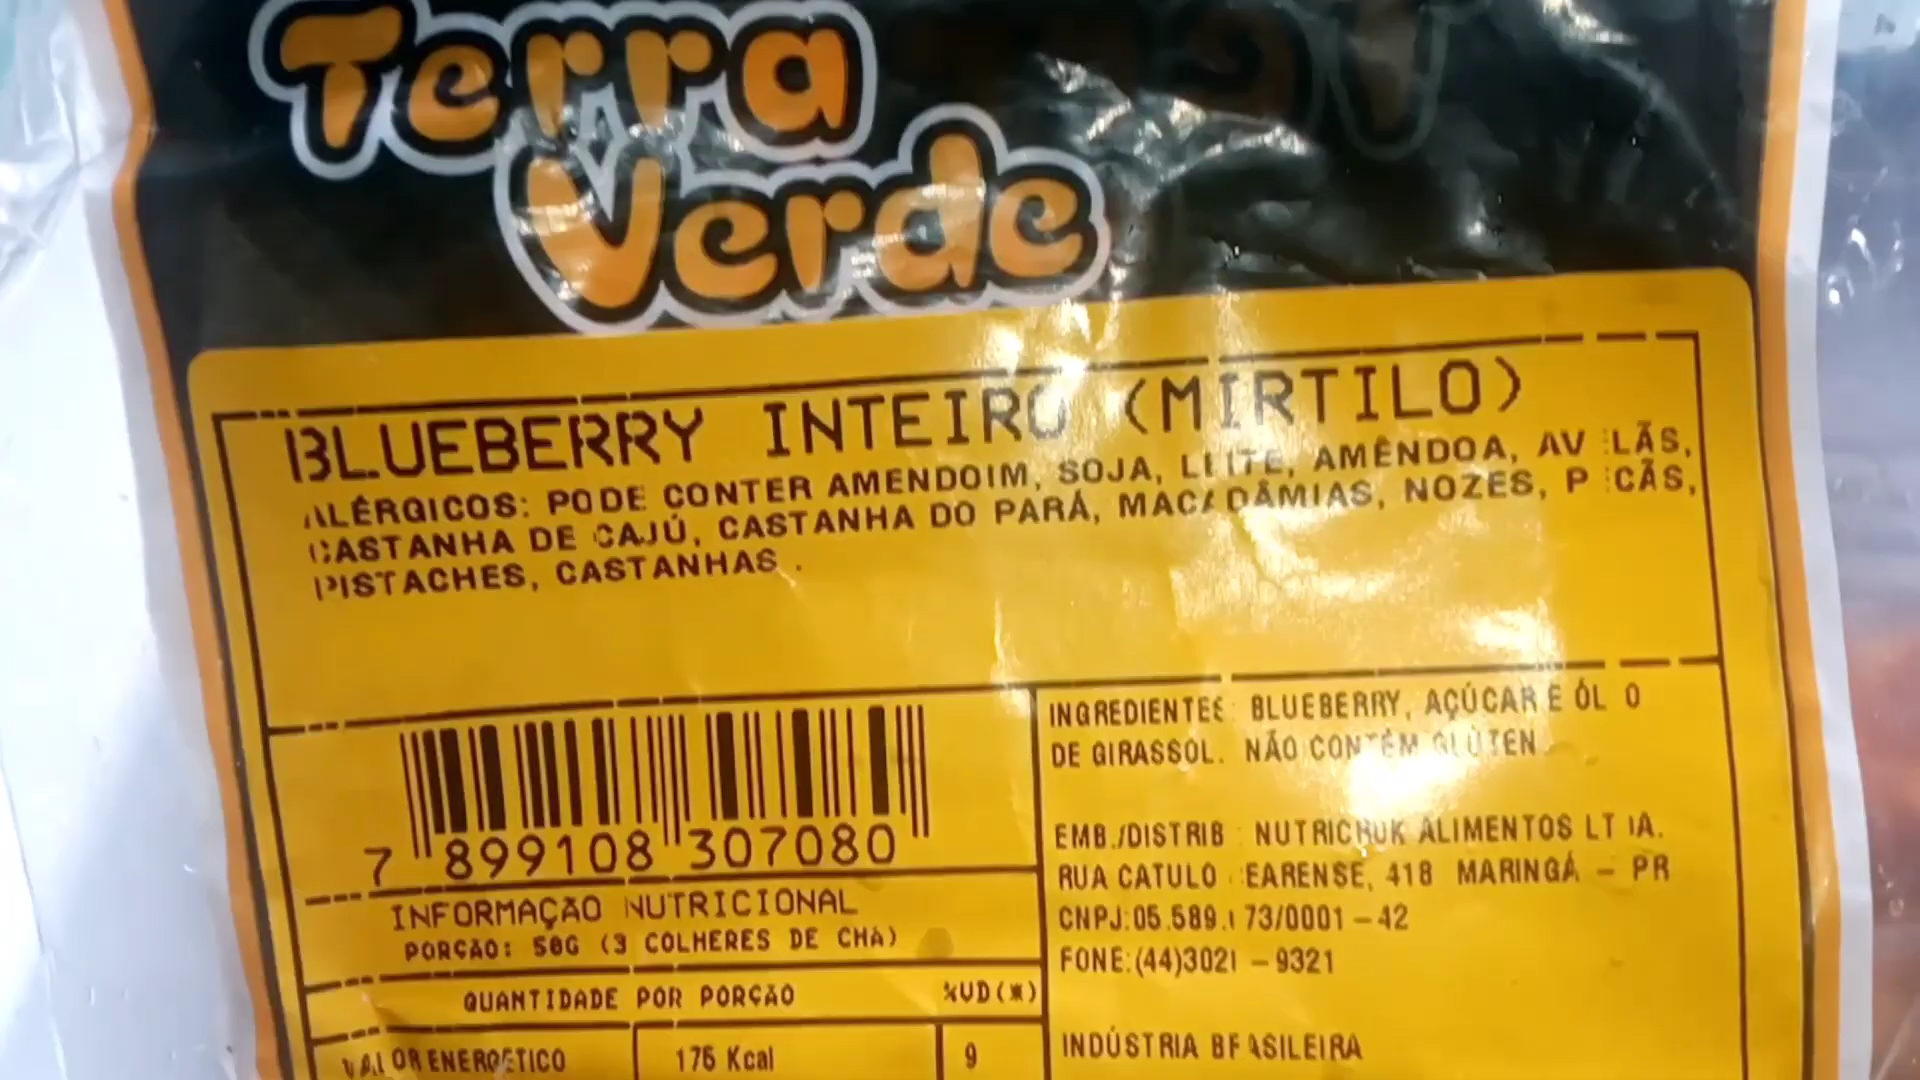 Terra
Verde
BLUEBERRY INTEIRO (MIRTILO)
ALÉRGICOS: PODE CONTER AMENDOIM, SOJA, LEITE, AMÊNDOA, AVELÃS,
CASTANHA DE CAJÚ, CASTANHA DO PARÁ, MACADÂMIAS, NOZES, PECÃS,
PISTACHES, CASTANHAS .
7 899108 307080
INFORMAÇÃO NUTRICIONAL
PORÇÃO: 50G (3 COLHERES DE CHÁ)
QUANTIDADE POR PORÇÃO %VD(*)
VALOR ENERGETICO 176 Kcal 9
INGREDIENTES: BLUEBERRY, AÇÚCAR E ÓLEO
DE GIRASSOL. NÃO CONTÉM GLÚTEN
EMB./DISTRIB : NUTRICHUK ALIMENTOS LTDA.
RUA CATULO CEARENSE, 418 MARINGÁ – PR
CNPJ:05.589.173/0001–42
FONE:(44)3021 – 9321
INDÚSTRIA BRASILEIRA